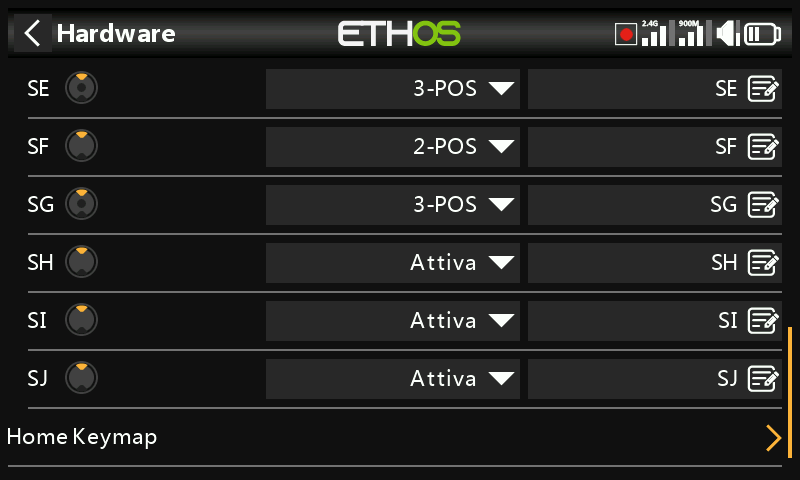 Hardware ETHOS 2.4G 900M
SE 3-POS SE
SF 2-POS SF
SG 3-POS SG
SH Attiva SH
SI Attiva SI
SJ Attiva SJ
Home Keymap